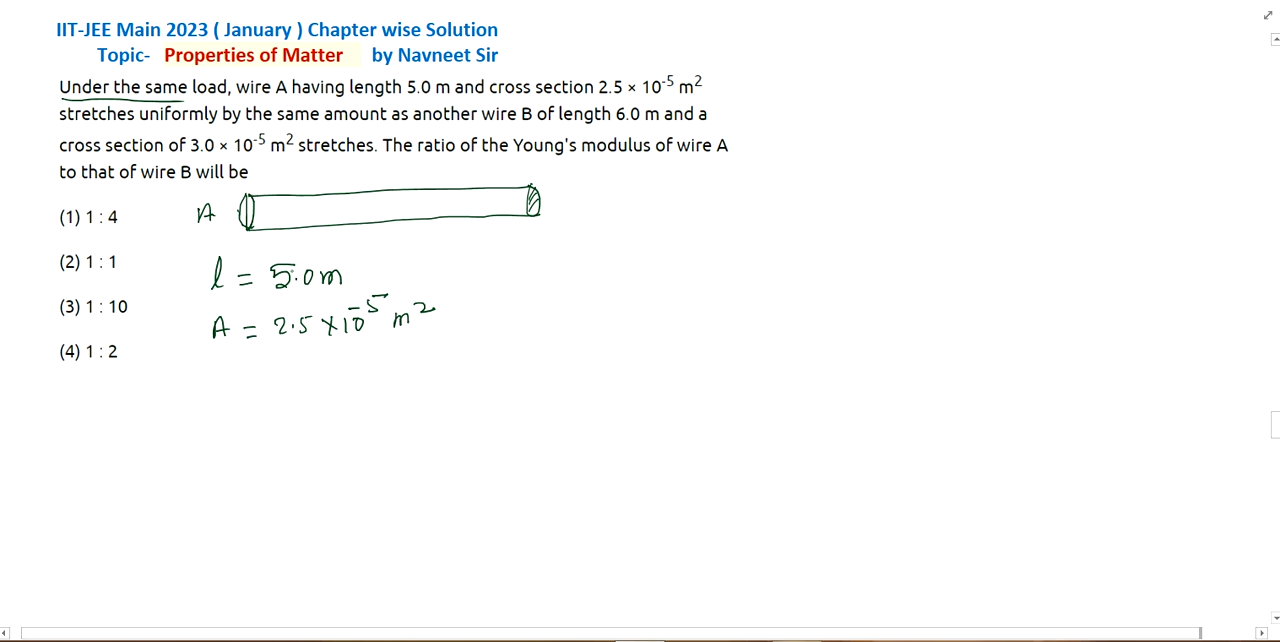 IIT-JEE Main 2023 ( January ) Chapter wise Solution
Topic- Properties of Matter by Navneet Sir
Under the same load, wire A having length 5.0 m and cross section 2.5 × 10⁻⁵ m²
stretches uniformly by the same amount as another wire B of length 6.0 m and a
cross section of 3.0 × 10⁻⁵ m² stretches. The ratio of the Young's modulus of wire A
to that of wire B will be
(1) 1 : 4
A
(2) 1 : 1
l = 5.0m
(3) 1 : 10
A = 2.5 ×10⁻⁵ m²
(4) 1 : 2